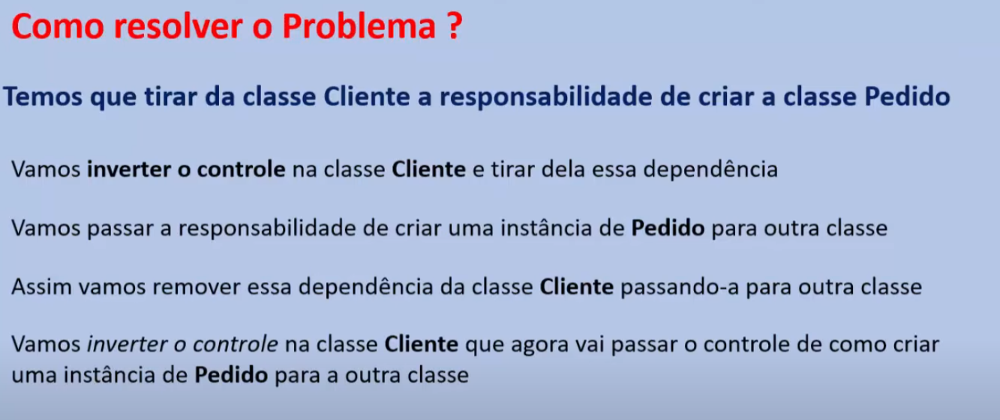 Como resolver o Problema ?
Temos que tirar da classe Cliente a responsabilidade de criar a classe Pedido
Vamos inverter o controle na classe Cliente e tirar dela essa dependência
Vamos passar a responsabilidade de criar uma instância de Pedido para outra classe
Assim vamos remover essa dependência da classe Cliente passando-a para outra classe
Vamos inverter o controle na classe Cliente que agora vai passar o controle de como criar
uma instância de Pedido para a outra classe